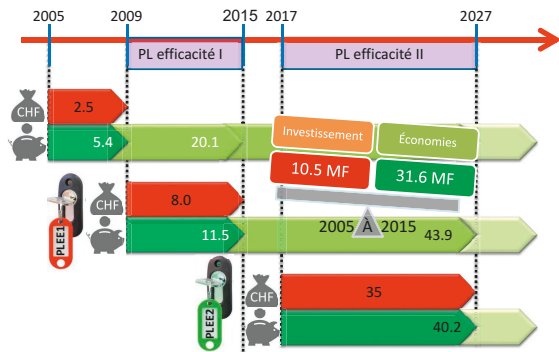 2005 2009 2015 2017 2027
PL efficacité I PL efficacité II
CHF 2.5
5.4 20.1
Investissement Économies
10.5 MF 31.6 MF
PLEE1 CHF 8.0
2005 À 2015
11.5 43.9
PLEE2 CHF 35
40.2